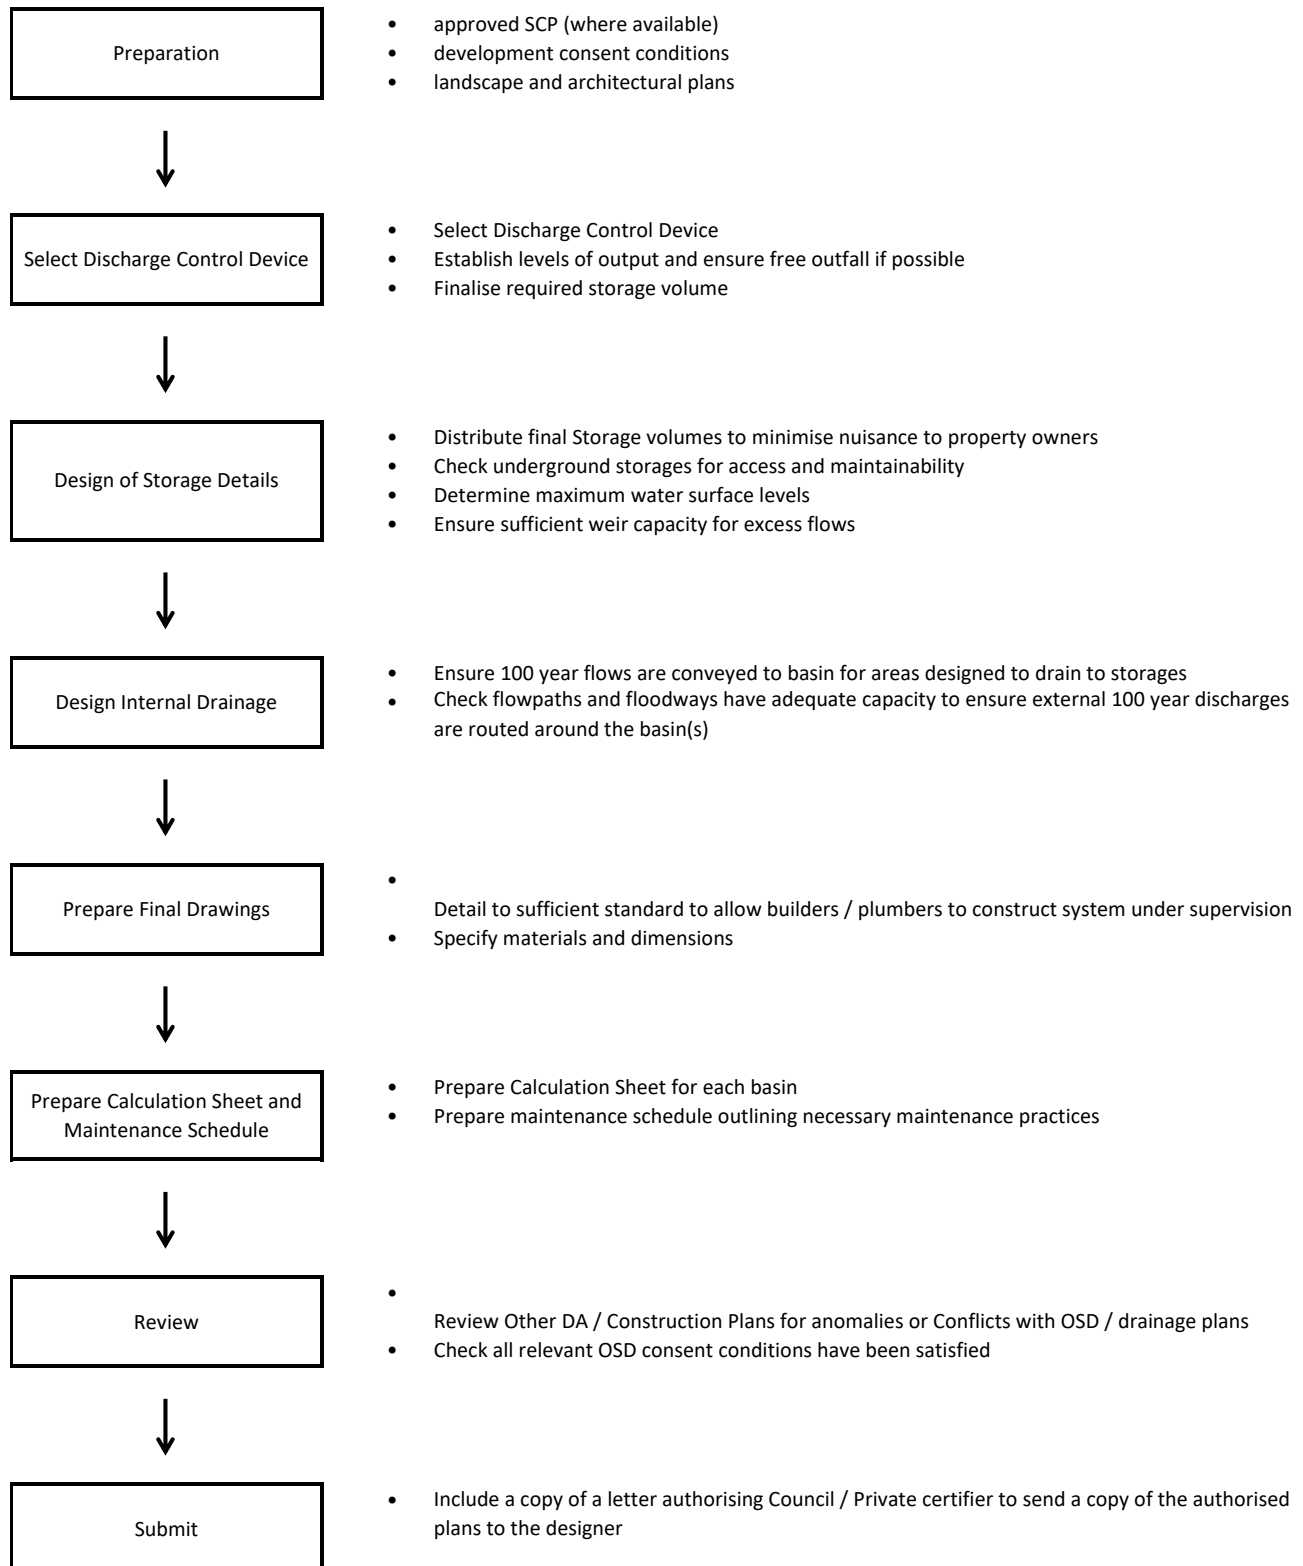 Preparation
• approved SCP (where available)
• development consent conditions
• landscape and architectural plans
Select Discharge Control Device
• Select Discharge Control Device
• Establish levels of output and ensure free outfall if possible
• Finalise required storage volume
Design of Storage Details
• Distribute final Storage volumes to minimise nuisance to property owners
• Check underground storages for access and maintainability
• Determine maximum water surface levels
• Ensure sufficient weir capacity for excess flows
Design Internal Drainage
• Ensure 100 year flows are conveyed to basin for areas designed to drain to storages
• Check flowpaths and floodways have adequate capacity to ensure external 100 year discharges
are routed around the basin(s)
Prepare Final Drawings
• Detail to sufficient standard to allow builders / plumbers to construct system under supervision
• Specify materials and dimensions
Prepare Calculation Sheet and
Maintenance Schedule
• Prepare Calculation Sheet for each basin
• Prepare maintenance schedule outlining necessary maintenance practices
Review
• Review Other DA / Construction Plans for anomalies or Conflicts with OSD / drainage plans
• Check all relevant OSD consent conditions have been satisfied
Submit
• Include a copy of a letter authorising Council / Private certifier to send a copy of the authorised
plans to the designer